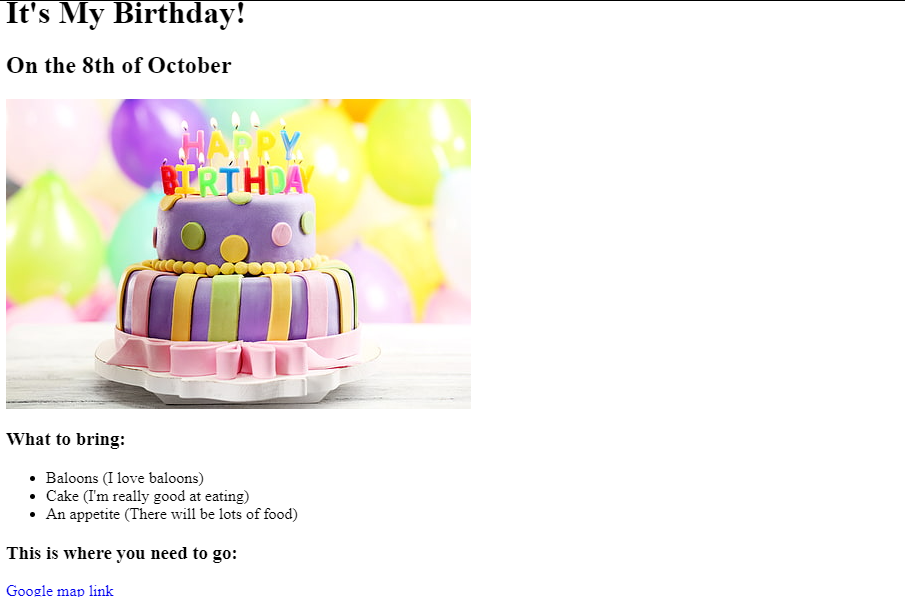 It's My Birthday!
On the 8th of October
HAPPY
BIRTHDAY
What to bring:
Baloons (I love baloons)
Cake (I'm really good at eating)
An appetite (There will be lots of food)
This is where you need to go:
Google map link